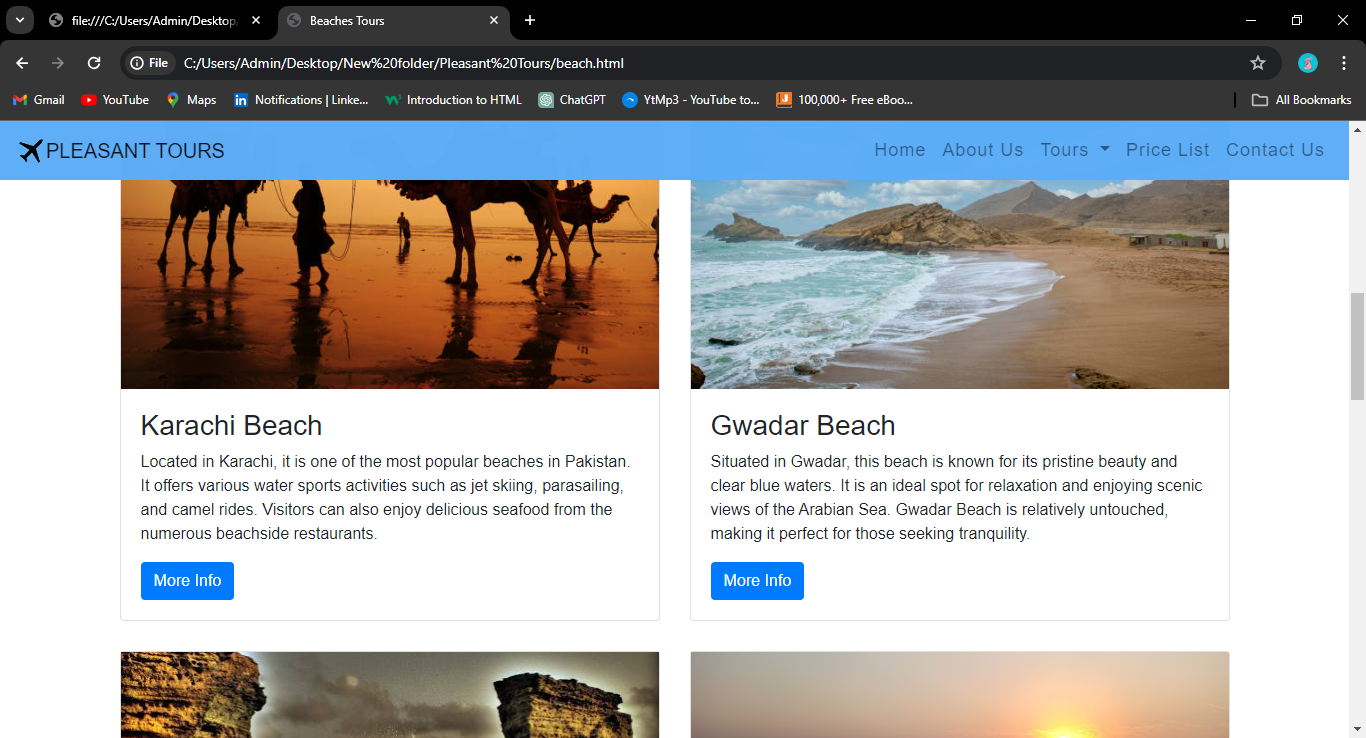 file:///C:/Users/Admin/Desktop/
Beaches Tours
File
C:/Users/Admin/Desktop/New%20folder/Pleasant%20Tours/beach.html
Gmail
YouTube
Maps
Notifications | Linke...
Introduction to HTML
ChatGPT
YtMp3 - YouTube to...
100,000+ Free eBoo...
All Bookmarks
PLEASANT TOURS
Home
About Us
Tours
Price List
Contact Us
Karachi Beach
Located in Karachi, it is one of the most popular beaches in Pakistan.
It offers various water sports activities such as jet skiing, parasailing,
and camel rides. Visitors can also enjoy delicious seafood from the
numerous beachside restaurants.
More Info
Gwadar Beach
Situated in Gwadar, this beach is known for its pristine beauty and
clear blue waters. It is an ideal spot for relaxation and enjoying scenic
views of the Arabian Sea. Gwadar Beach is relatively untouched,
making it perfect for those seeking tranquility.
More Info